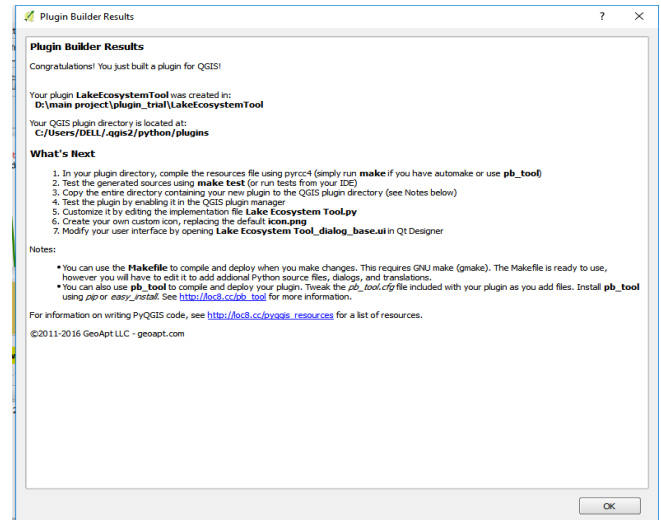 Plugin Builder Results
Plugin Builder Results
Congratulations! You just built a plugin for QGIS!
Your plugin LakeEcosystemTool was created in:
D:\main project\plugin_trial\LakeEcosystemTool
Your QGIS plugin directory is located at:
C:/Users/DELL/.qgis2/python/plugins
What's Next
1. In your plugin directory, compile the resources file using pyrcc4 (simply run make if you have automake or use pb_tool)
2. Test the generated sources using make test (or run tests from your IDE)
3. Copy the entire directory containing your new plugin to the QGIS plugin directory (see Notes below)
4. Test the plugin by enabling it in the QGIS plugin manager
5. Customize it by editing the implementation file Lake Ecosystem Tool.py
6. Create your own custom icon, replacing the default icon.png
7. Modify your user interface by opening Lake Ecosystem Tool_dialog_base.ui in Qt Designer
Notes:
• You can use the Makefile to compile and deploy when you make changes. This requires GNU make (gmake). The Makefile is ready to use,
however you will have to edit it to add addional Python source files, dialogs, and translations.
• You can also use pb_tool to compile and deploy your plugin. Tweak the pb_tool.cfg file included with your plugin as you add files. Install pb_tool
using pip or easy_install. See http://loc8.cc/pb_tool for more information.
For information on writing PyQGIS code, see http://loc8.cc/pyqgis_resources for a list of resources.
©2011-2016 GeoApt LLC - geoapt.com
OK